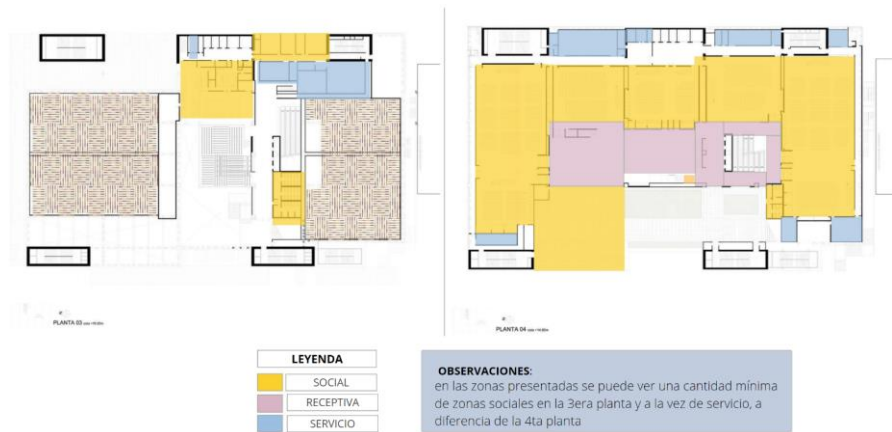 PLANTA 03
PLANTA 04
LEYENDA
SOCIAL
RECEPTIVA
SERVICIO
OBSERVACIONES:
en las zonas presentadas se puede ver una cantidad mínima
de zonas sociales en la 3era planta y a la vez de servicio, a
diferencia de la 4ta planta